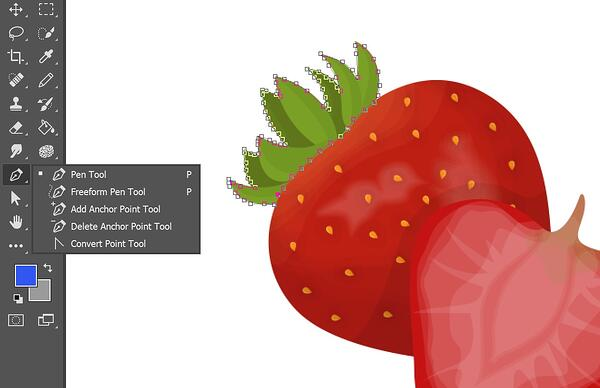 Pen Tool P
Freeform Pen Tool P
Add Anchor Point Tool
Delete Anchor Point Tool
Convert Point Tool